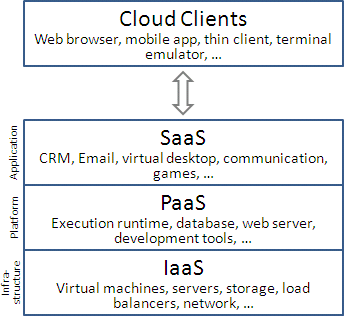 Cloud Clients
Web browser, mobile app, thin client, terminal
emulator, ...
Application
SaaS
CRM, Email, virtual desktop, communication,
games, ...
Platform
PaaS
Execution runtime, database, web server,
development tools, ...
Infra-
structure
IaaS
Virtual machines, servers, storage, load
balancers, network, ...